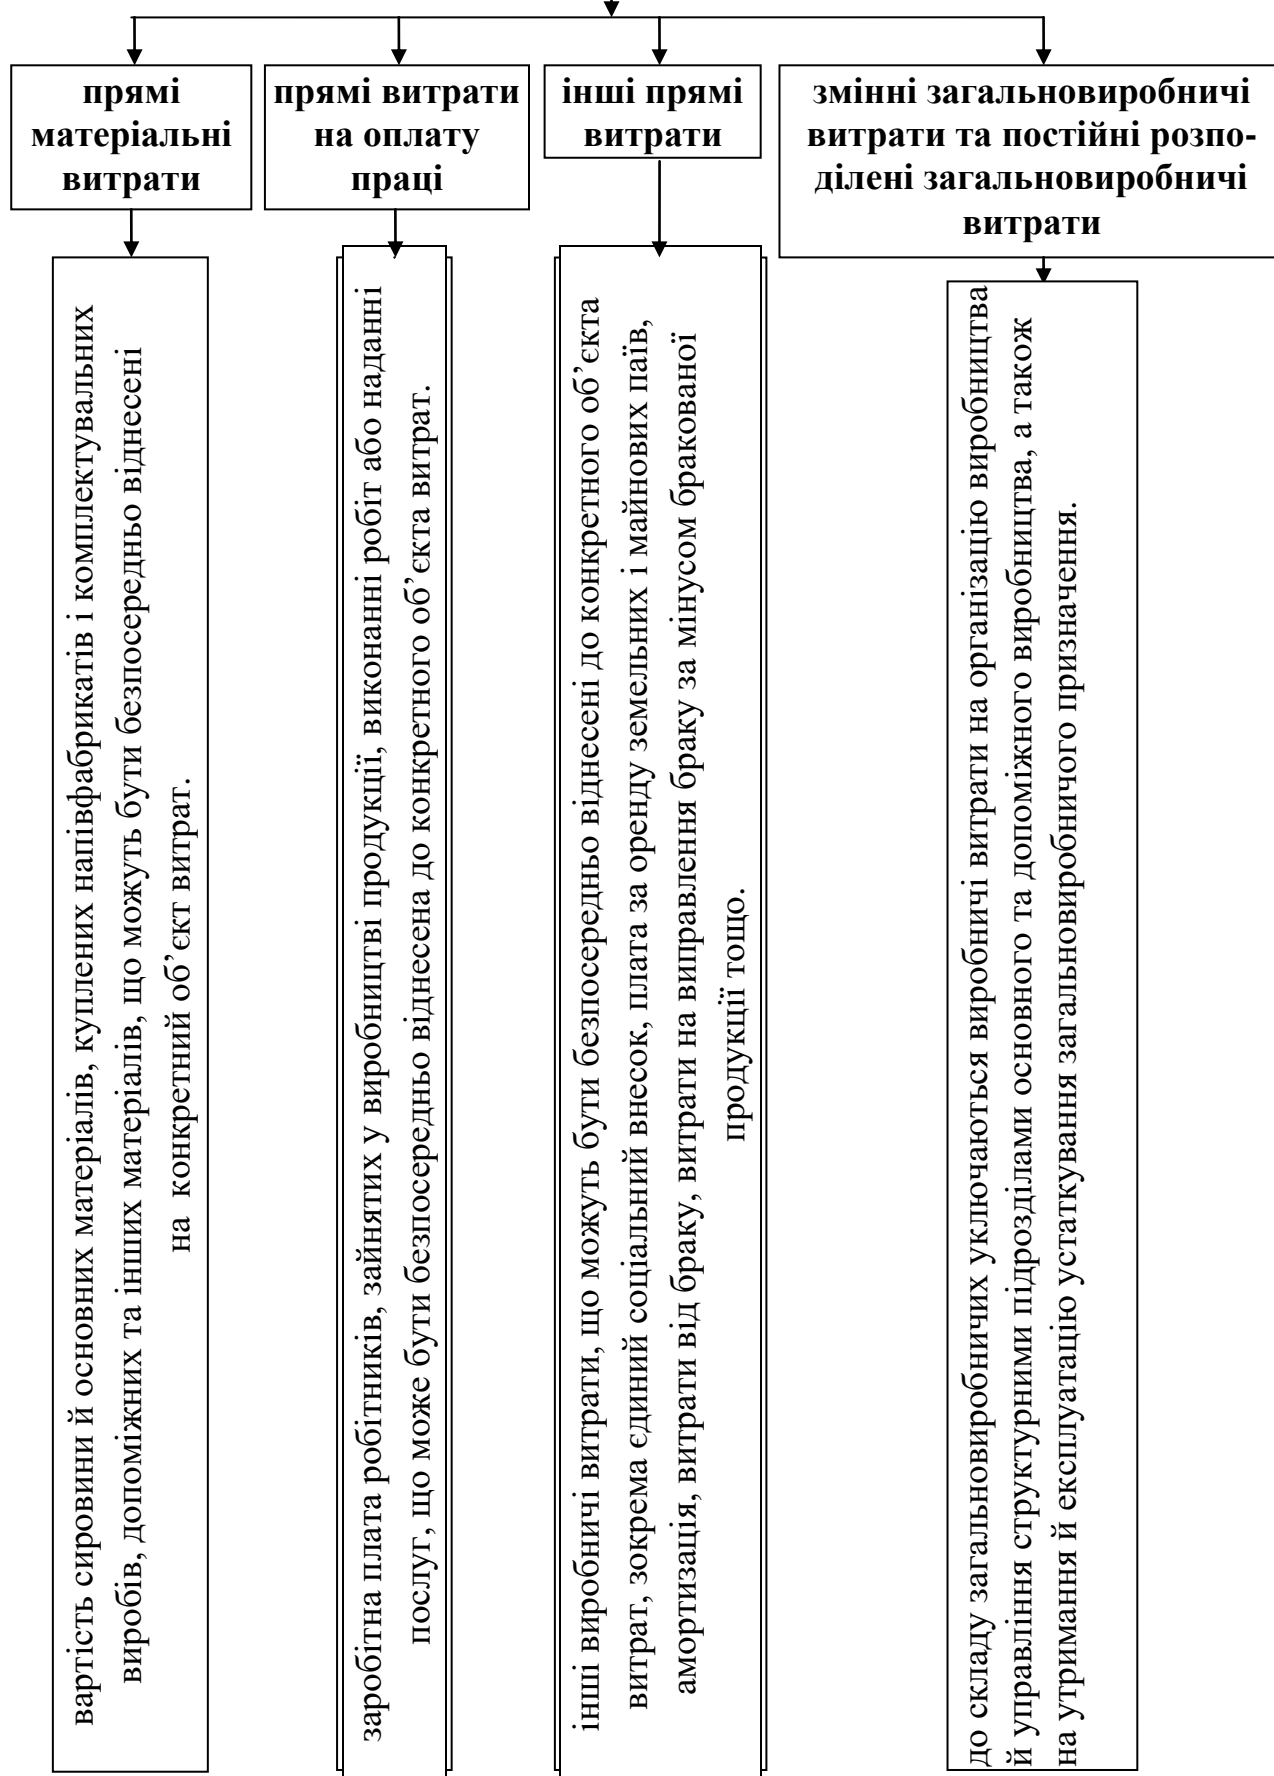 прямі
матеріальні
витрати
прямі витрати
на оплату
праці
інші прямі
витрати
змінні загальновиробничі
витрати та постійні розпо-
ділені загальновиробничі
витрати
вартість сировини й основних матеріалів, куплених напівфабрикатів і комплектувальних
виробів, допоміжних та інших матеріалів, що можуть бути безпосередньо віднесені
на конкретний об’єкт витрат.
заробітна плата робітників, зайнятих у виробництві продукції, виконанні робіт або наданні
послуг, що може бути безпосередньо віднесена до конкретного об’єкта витрат.
інші виробничі витрати, що можуть бути безпосередньо віднесені до конкретного об’єкта
витрат, зокрема єдиний соціальний внесок, плата за оренду земельних і майнових паїв,
амортизація, витрати від браку, витрати на виправлення браку за мінусом бракованої
продукції тощо.
до складу загальновиробничих уключаються виробничі витрати на організацію виробництва
й управління структурними підрозділами основного та допоміжного виробництва, а також
на утримання й експлуатацію устаткування загальновиробничого призначення.